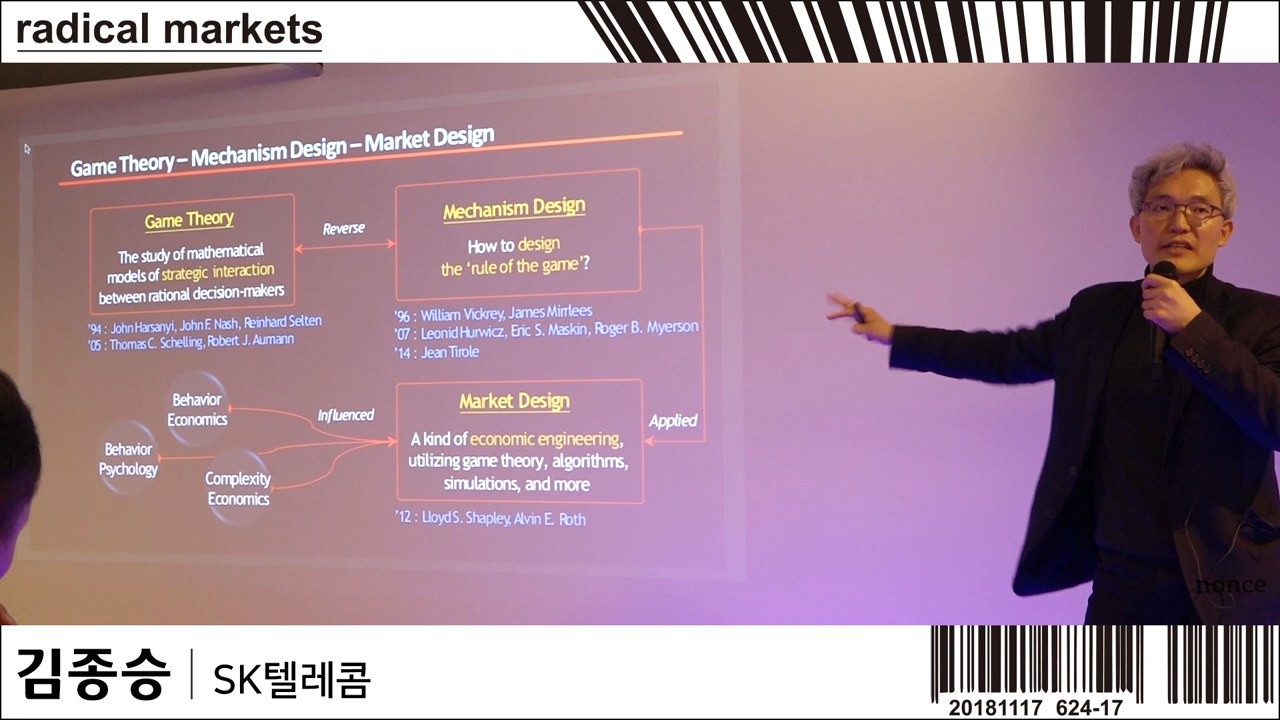 radical markets
Game Theory – Mechanism Design – Market Design
Game Theory
The study of mathematical
models of strategic interaction
between rational decision-makers
'94 : John Harsanyi, John F. Nash, Reinhard Selten
'05 : Thomas C. Schelling, Robert J. Aumann
Reverse
Mechanism Design
How to design
the 'rule of the game'?
'96 : William Vickrey, James Mirrlees
'07 : Leonid Hurwicz, Eric S. Maskin, Roger B. Myerson
'14 : Jean Tirole
Behavior
Economics
Behavior
Psychology
Complexity
Economics
Influenced
Market Design
A kind of economic engineering,
utilizing game theory, algorithms,
simulations, and more
'12 : Lloyd S. Shapley, Alvin E. Roth
Applied
nonce
김종승 | SK텔레콤
20181117 624-17